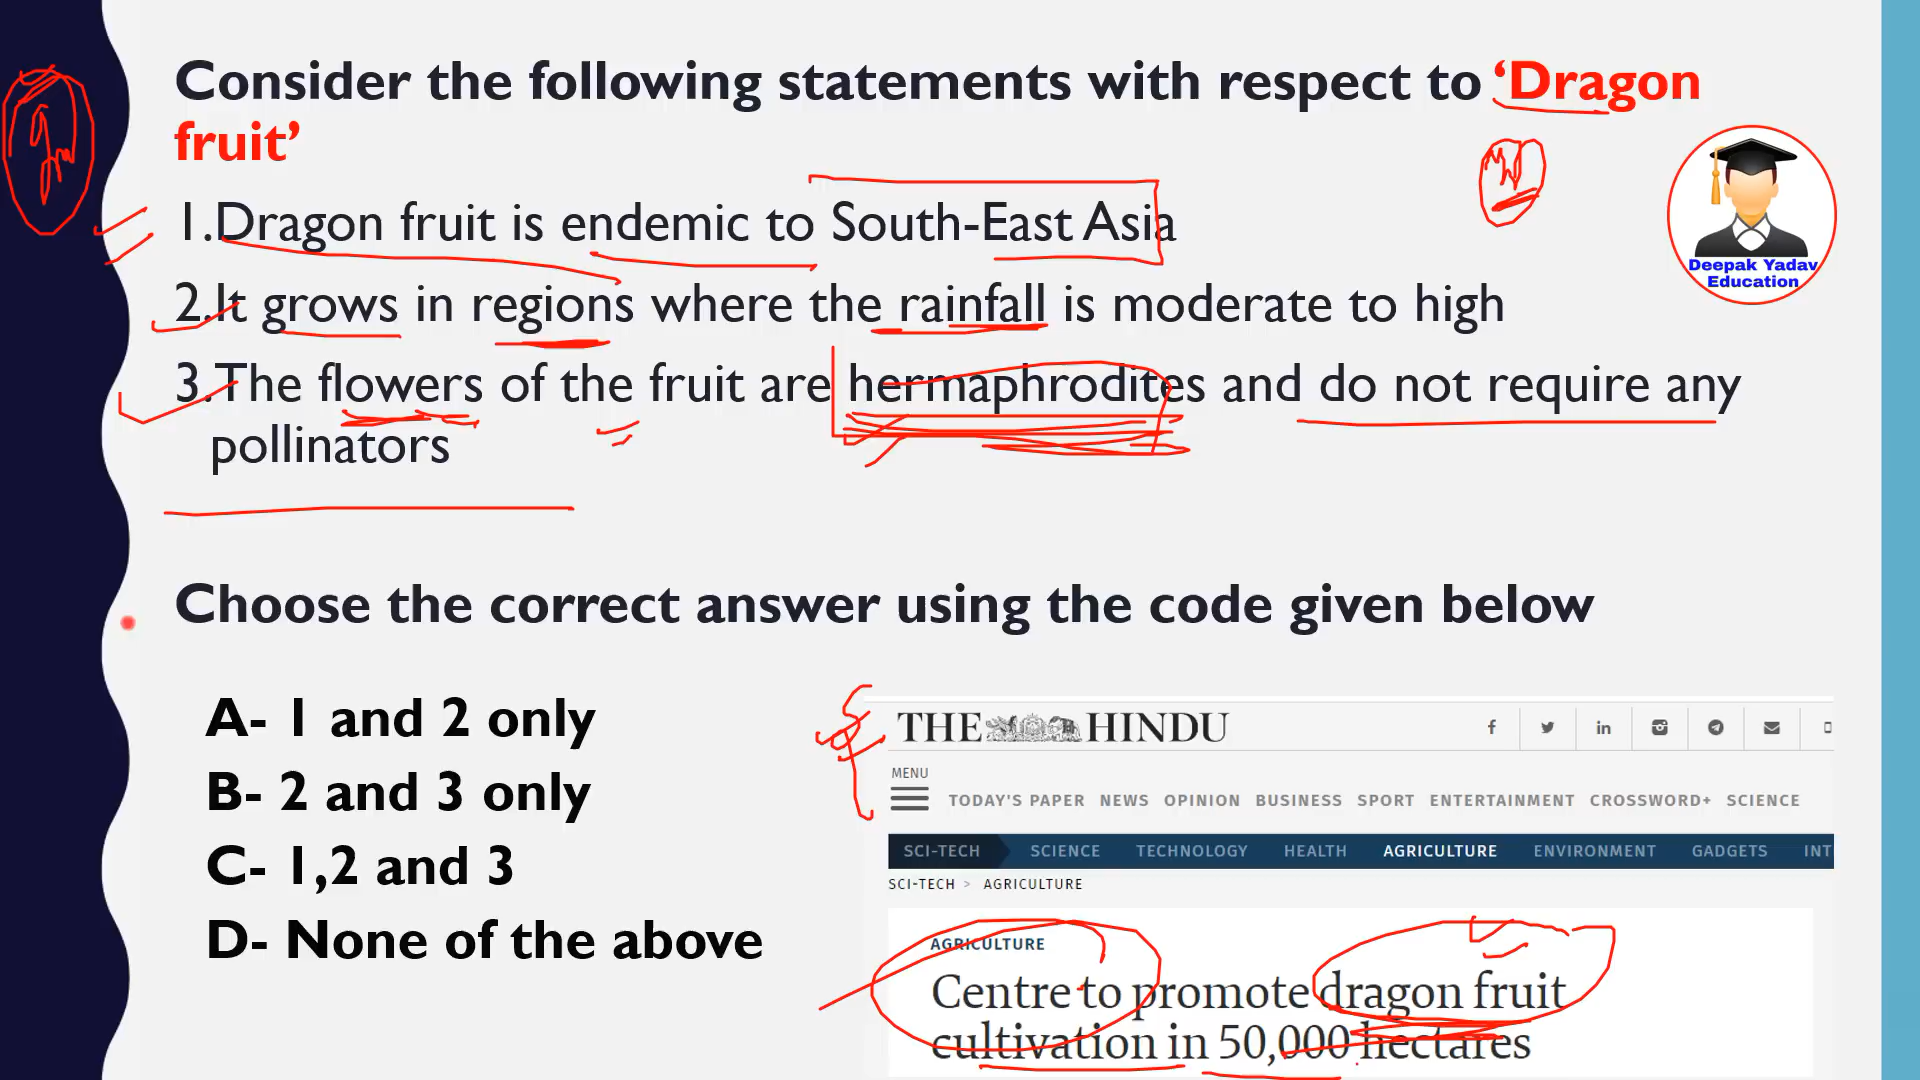 Consider the following statements with respect to ‘Dragon
fruit’
1.Dragon fruit is endemic to South-East Asia
2.It grows in regions where the rainfall is moderate to high
3.The flowers of the fruit are hermaphrodites and do not require any
pollinators
Deepak Yadav
Education
Choose the correct answer using the code given below
A- 1 and 2 only
B- 2 and 3 only
C- 1,2 and 3
D- None of the above
THE HINDU
MENU
TODAY'S PAPER NEWS OPINION BUSINESS SPORT ENTERTAINMENT CROSSWORD+ SCIENCE
SCI-TECH SCIENCE TECHNOLOGY HEALTH AGRICULTURE ENVIRONMENT GADGETS INT
SCI-TECH > AGRICULTURE
AGRICULTURE
Centre to promote dragon fruit
cultivation in 50,000 hectares